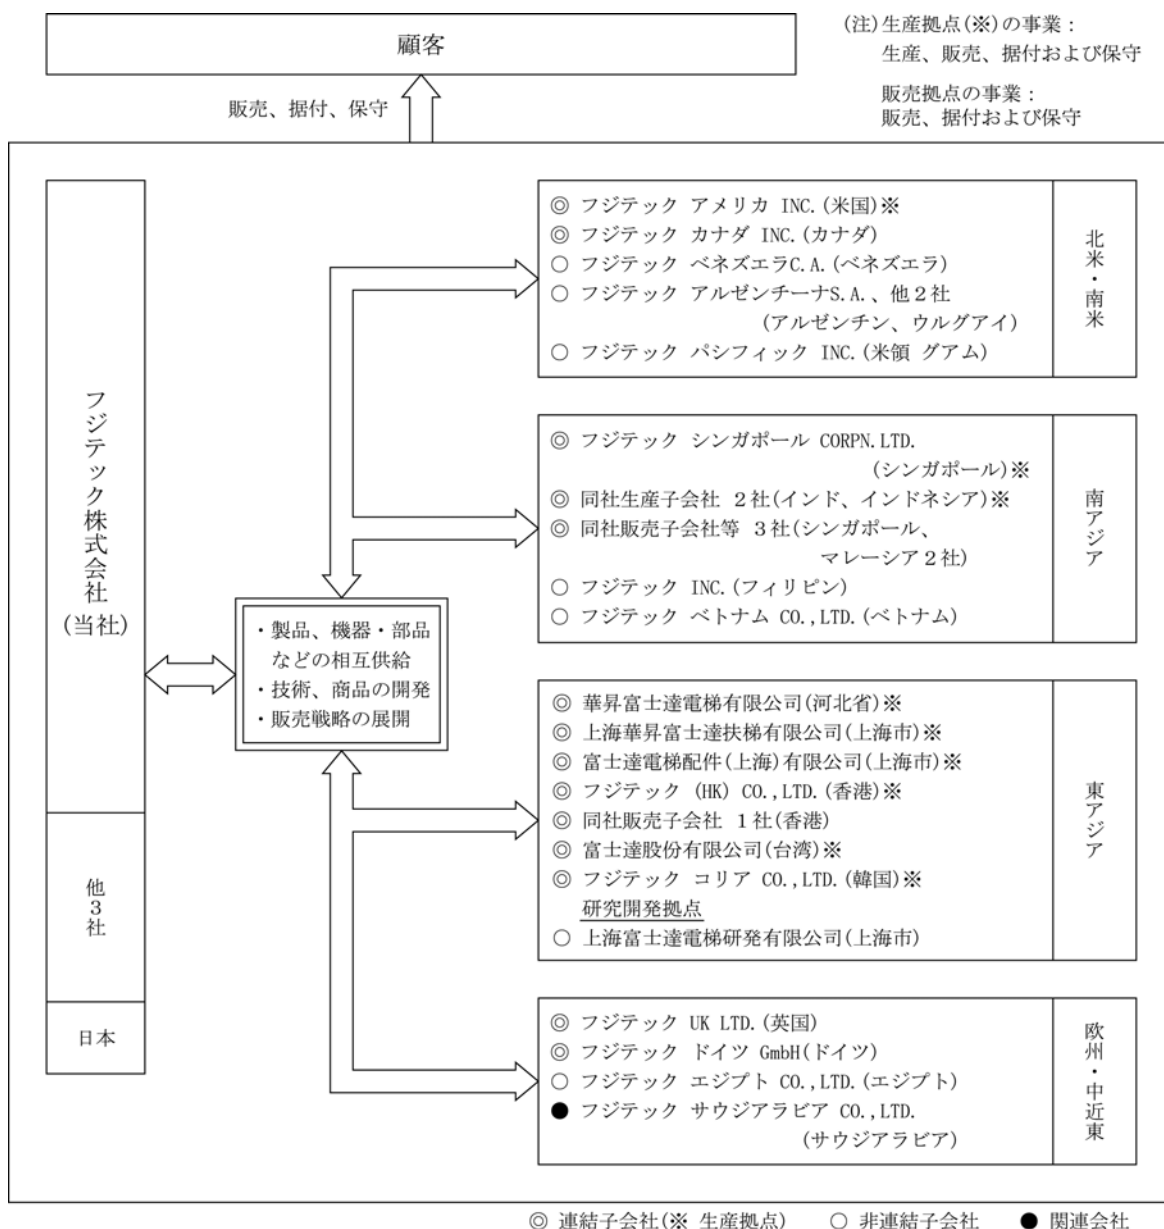 顧客
(注)生産拠点(※)の事業：
生産、販売、据付および保守
販売拠点の事業：
販売、据付および保守
販売、据付、保守
フジテック株式会社
(当社)
他3社
日本
・製品、機器・部品
などの相互供給
・技術、商品の開発
・販売戦略の展開
◎ フジテック アメリカ INC.(米国)※
◎ フジテック カナダ INC.(カナダ)
○ フジテック ベネズエラC.A.(ベネズエラ)
○ フジテック アルゼンチーナS.A.、他２社
(アルゼンチン、ウルグアイ)
○ フジテック パシフィック INC.(米領 グアム)
北米・南米
◎ フジテック シンガポール CORPN.LTD.
(シンガポール)※
◎ 同社生産子会社 ２社(インド、インドネシア)※
◎ 同社販売子会社等 ３社(シンガポール、
マレーシア２社)
○ フジテック INC.(フィリピン)
○ フジテック ベトナム CO.,LTD.(ベトナム)
南アジア
◎ 華昇富士達電梯有限公司(河北省)※
◎ 上海華昇富士達扶梯有限公司(上海市)※
◎ 富士達電梯配件(上海)有限公司(上海市)※
◎ フジテック (HK) CO.,LTD.(香港)※
◎ 同社販売子会社 １社(香港)
◎ 富士達股份有限公司(台湾)※
◎ フジテック コリア CO.,LTD.(韓国)※
研究開発拠点
○ 上海富士達電梯研発有限公司(上海市)
東アジア
◎ フジテック UK LTD.(英国)
◎ フジテック ドイツ GmbH(ドイツ)
○ フジテック エジプト CO.,LTD.(エジプト)
● フジテック サウジアラビア CO.,LTD.
(サウジアラビア)
欧州・中近東
◎ 連結子会社(※ 生産拠点) ○ 非連結子会社 ● 関連会社